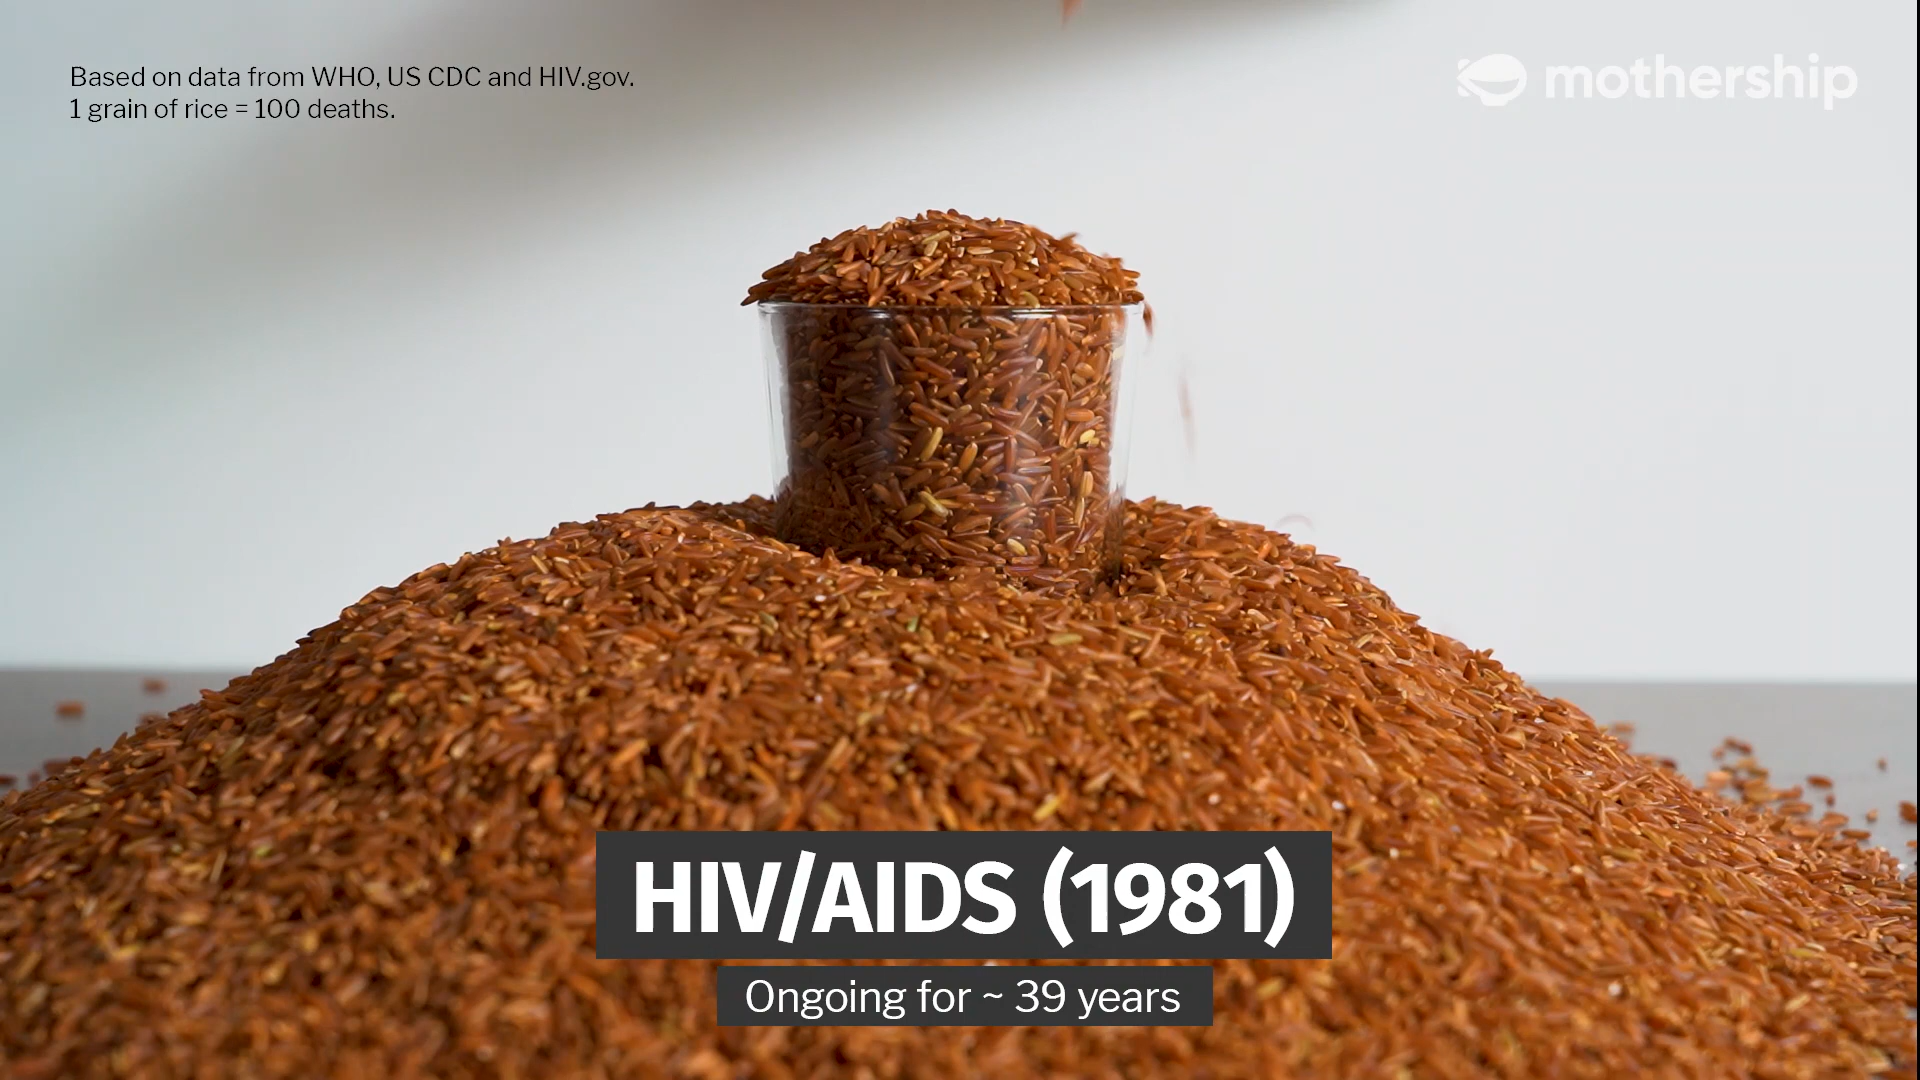 Based on data from WHO, US CDC and HIV.gov.
1 grain of rice = 100 deaths.
mothership
HIV/AIDS (1981)
Ongoing for ~ 39 years